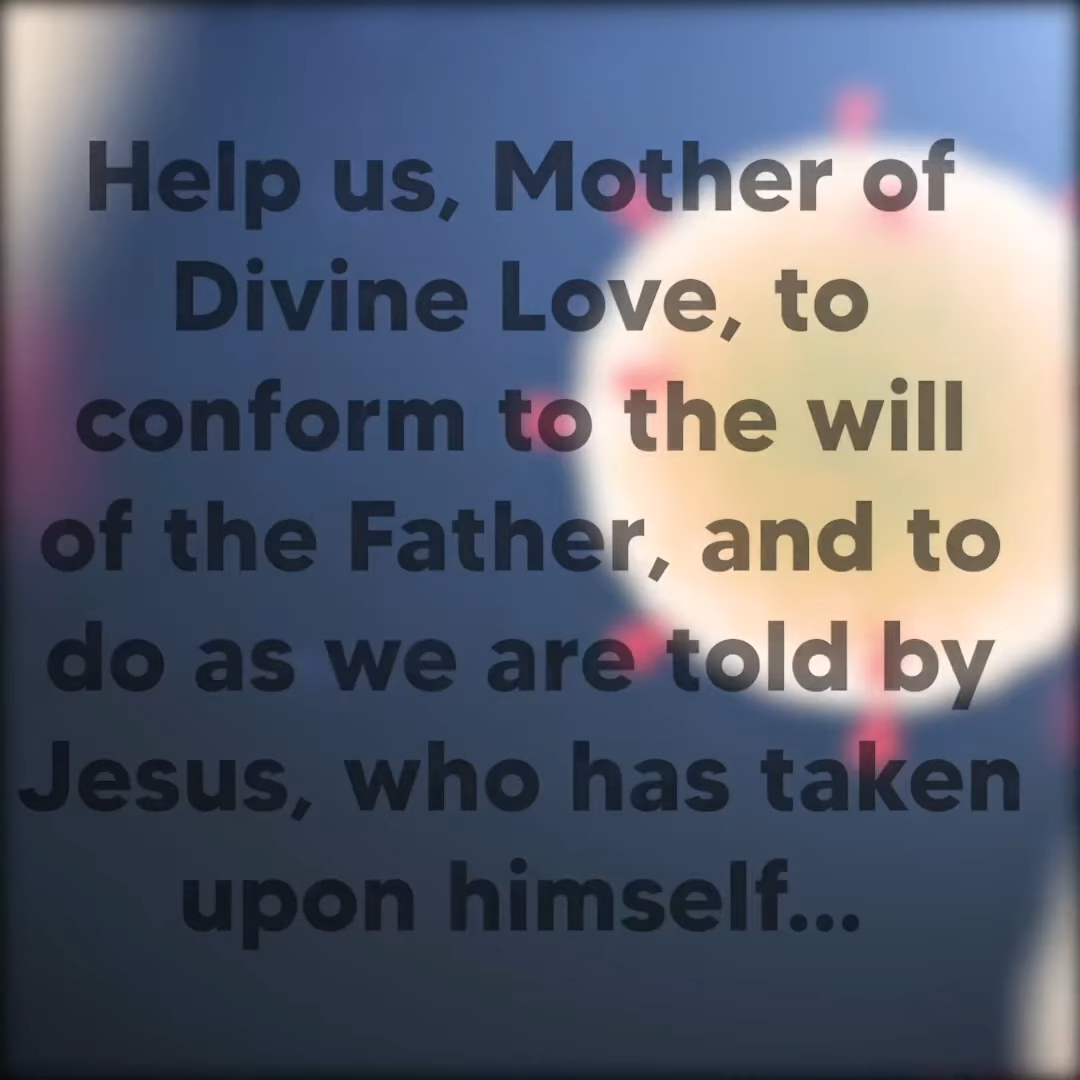 Help us, Mother of
Divine Love, to
conform to the will
of the Father, and to
do as we are told by
Jesus, who has taken
upon himself...